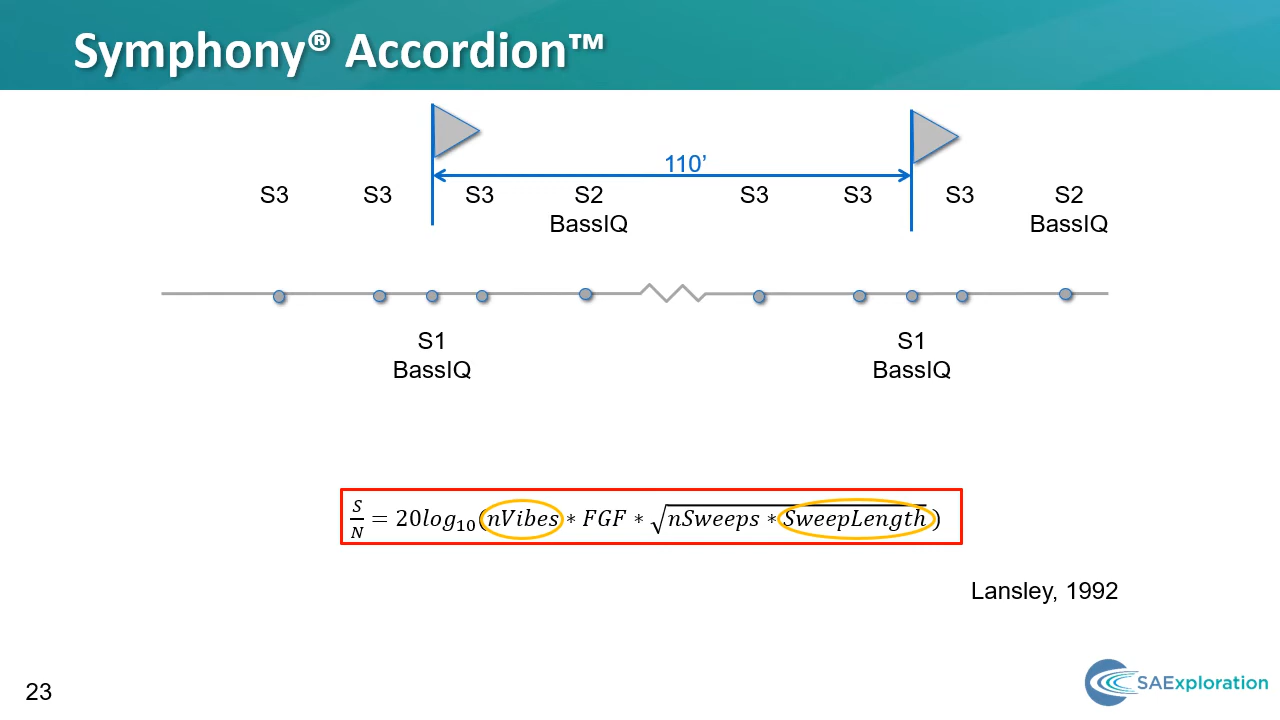 Symphony® Accordion™
110’
S3 S3 S3 S2 S3 S3 S3 S2
BassIQ BassIQ
S1 S1
BassIQ BassIQ
S/N = 20log₁₀(nVibes * FGF * √(nSweeps * SweepLength))
Lansley, 1992
23
SAExploration